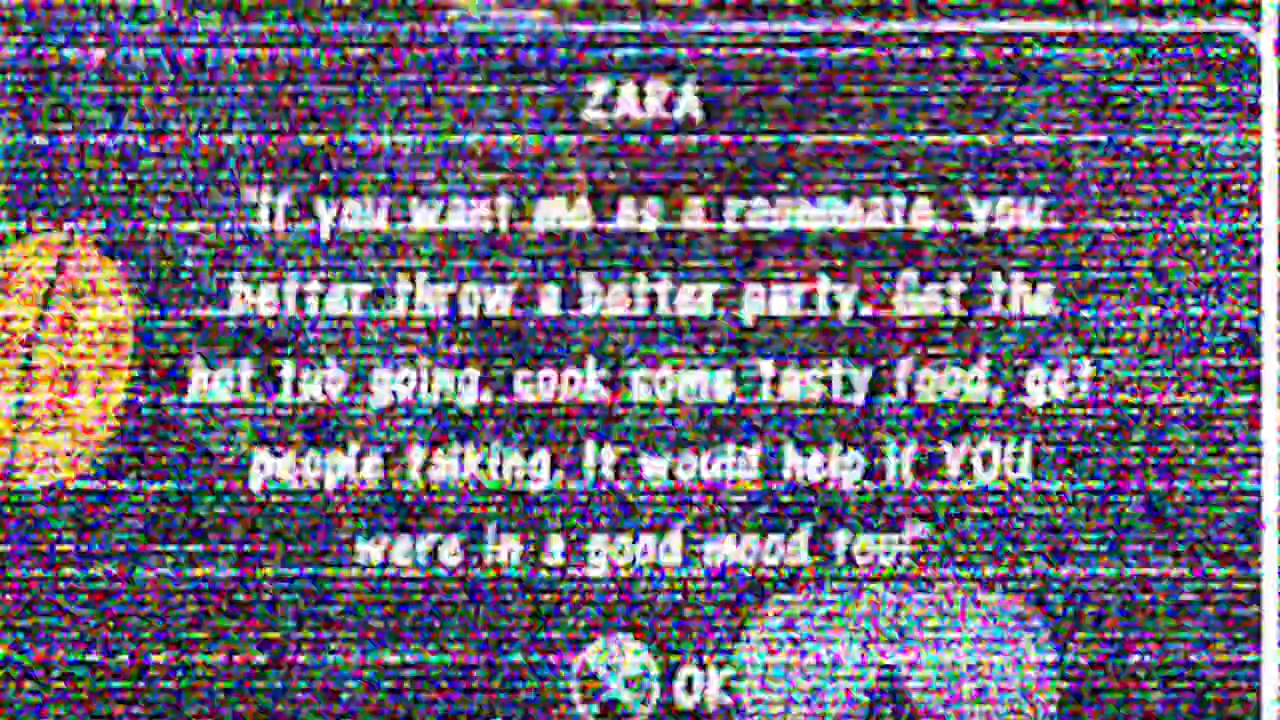 ZARA
"If you want me as a roommate, you
better throw a better party. Get the
hot tub going, cook some tasty food, get
people talking. It would help if YOU
were in a good mood too!"
OK